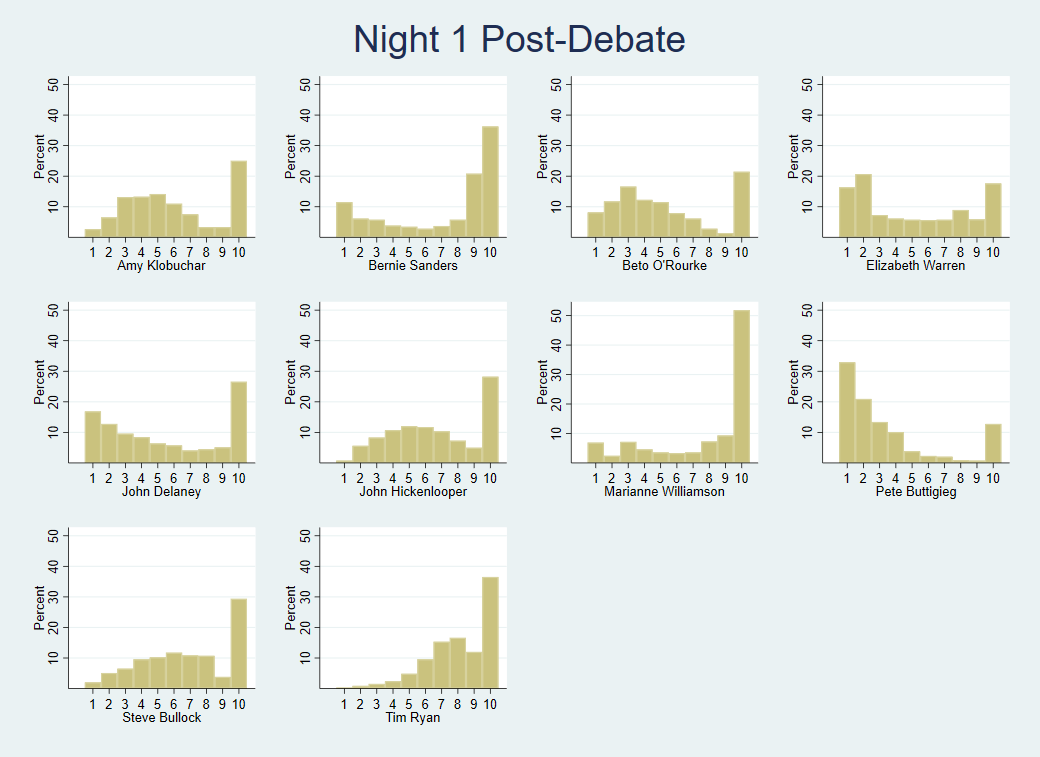 Night 1 Post-Debate
Percent
50
40
30
20
10
1 2 3 4 5 6 7 8 9 10
Amy Klobuchar
Percent
50
40
30
20
10
1 2 3 4 5 6 7 8 9 10
Bernie Sanders
Percent
50
40
30
20
10
1 2 3 4 5 6 7 8 9 10
Beto O'Rourke
Percent
50
40
30
20
10
1 2 3 4 5 6 7 8 9 10
Elizabeth Warren
Percent
50
40
30
20
10
1 2 3 4 5 6 7 8 9 10
John Delaney
Percent
50
40
30
20
10
1 2 3 4 5 6 7 8 9 10
John Hickenlooper
Percent
50
40
30
20
10
1 2 3 4 5 6 7 8 9 10
Marianne Williamson
Percent
50
40
30
20
10
1 2 3 4 5 6 7 8 9 10
Pete Buttigieg
Percent
50
40
30
20
10
1 2 3 4 5 6 7 8 9 10
Steve Bullock
Percent
50
40
30
20
10
1 2 3 4 5 6 7 8 9 10
Tim Ryan